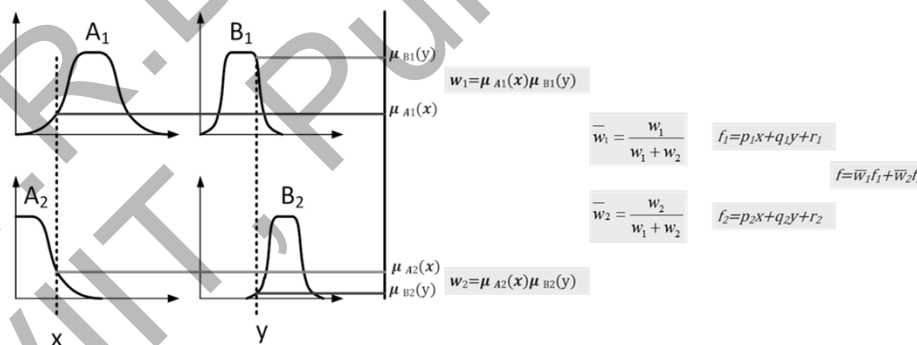 A₁
B₁
μ B1(y)
w₁=μ A1(x)μ B1(y)
μ A1(x)
w̅₁ = w₁ / (w₁ + w₂)
f₁=p₁x+q₁y+r₁
f=w̅₁f₁+w̅₂f
A₂
B₂
w̅₂ = w₂ / (w₁ + w₂)
f₂=p₂x+q₂y+r₂
μ A2(x)
w₂=μ A2(x)μ B2(y)
μ B2(y)
x
y